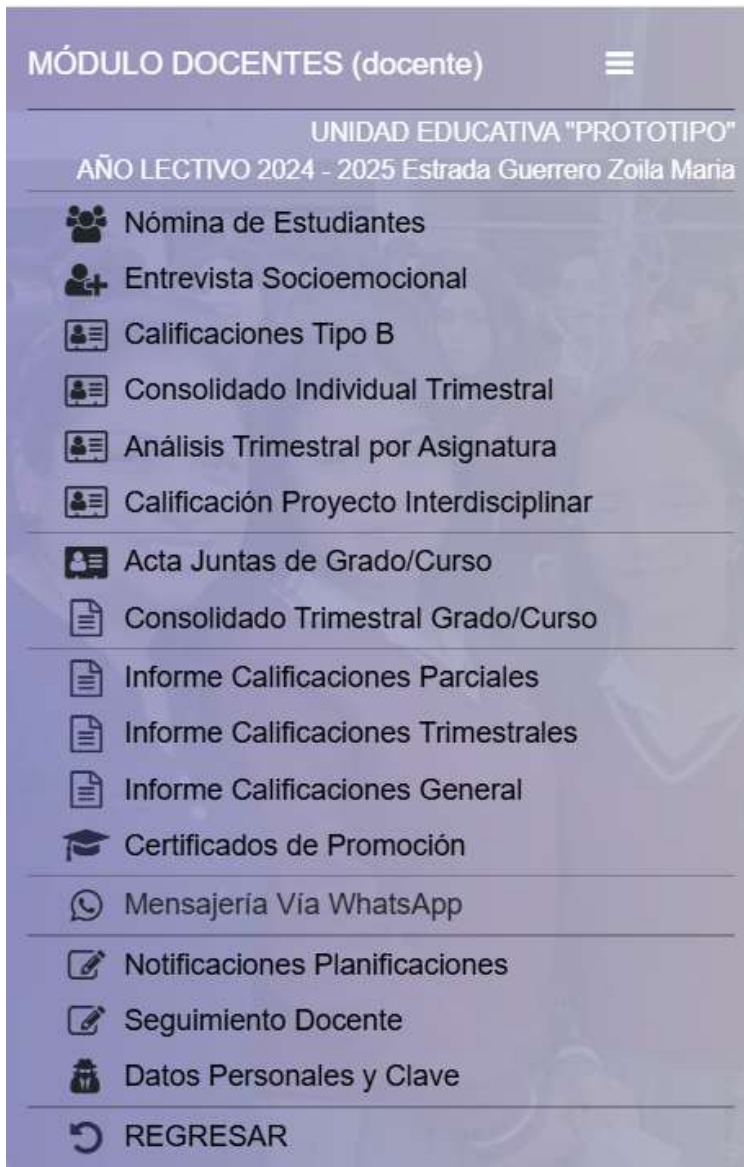 MÓDULO DOCENTES (docente)
UNIDAD EDUCATIVA "PROTOTIPO"
AÑO LECTIVO 2024 - 2025 Estrada Guerrero Zoila Maria
Nómina de Estudiantes
Entrevista Socioemocional
Calificaciones Tipo B
Consolidado Individual Trimestral
Análisis Trimestral por Asignatura
Calificación Proyecto Interdisciplinar
Acta Juntas de Grado/Curso
Consolidado Trimestral Grado/Curso
Informe Calificaciones Parciales
Informe Calificaciones Trimestrales
Informe Calificaciones General
Certificados de Promoción
Mensajería Vía WhatsApp
Notificaciones Planificaciones
Seguimiento Docente
Datos Personales y Clave
REGRESAR